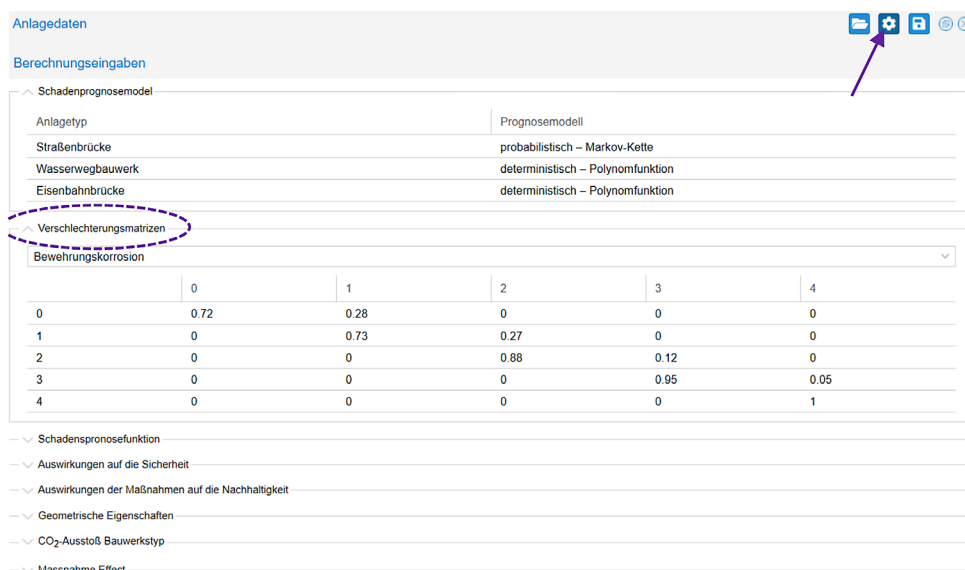 Anlagedaten
Berechnungseingaben
Schadenprognosemodel
Anlagetyp Prognosemodell
Straßenbrücke probabilistisch – Markov-Kette
Wasserwegbauwerk deterministisch – Polynomfunktion
Eisenbahnbrücke deterministisch – Polynomfunktion
Verschlechterungsmatrizen
Bewehrungskorrosion
0 1 2 3 4
0 0.72 0.28 0 0 0
1 0 0.73 0.27 0 0
2 0 0 0.88 0.12 0
3 0 0 0 0.95 0.05
4 0 0 0 0 1
Schadenspronosefunktion
Auswirkungen auf die Sicherheit
Auswirkungen der Maßnahmen auf die Nachhaltigkeit
Geometrische Eigenschaften
CO₂-Ausstoß Bauwerkstyp
Massnahme Effect